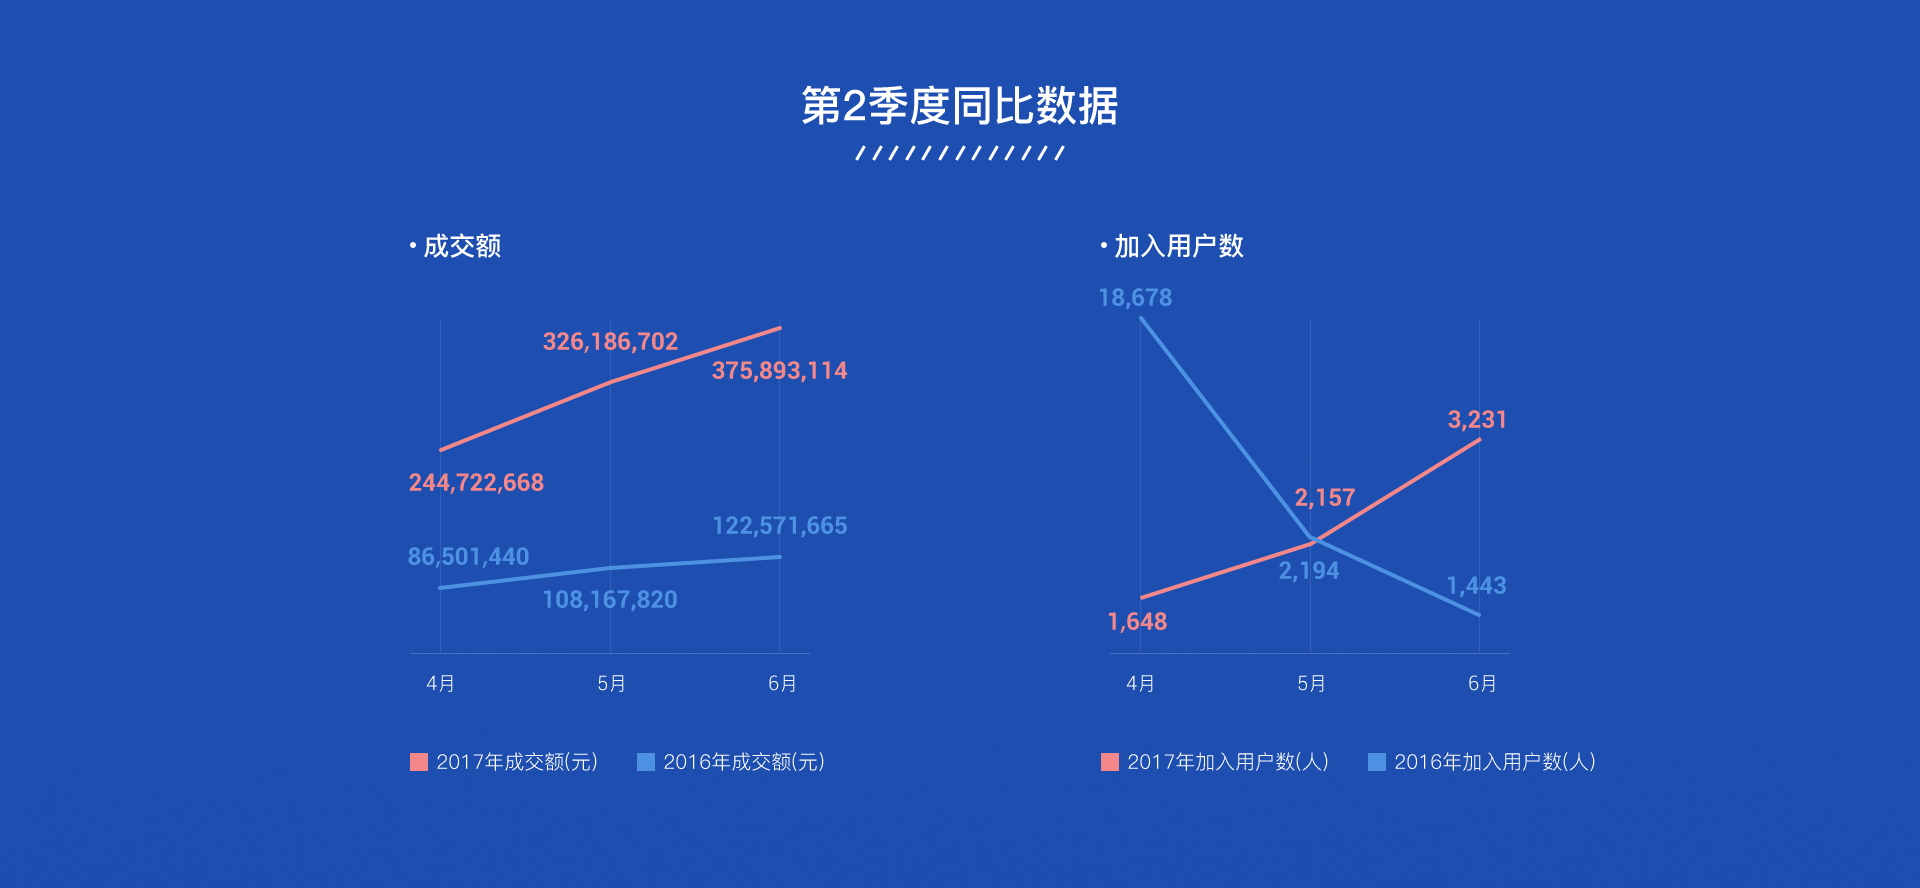 第2季度同比数据
• 成交额
326,186,702
375,893,114
244,722,668
122,571,665
86,501,440
108,167,820
4月 5月 6月
2017年成交额(元) 2016年成交额(元)
• 加入用户数
18,678
3,231
2,157
2,194
1,443
1,648
4月 5月 6月
2017年加入用户数(人) 2016年加入用户数(人)